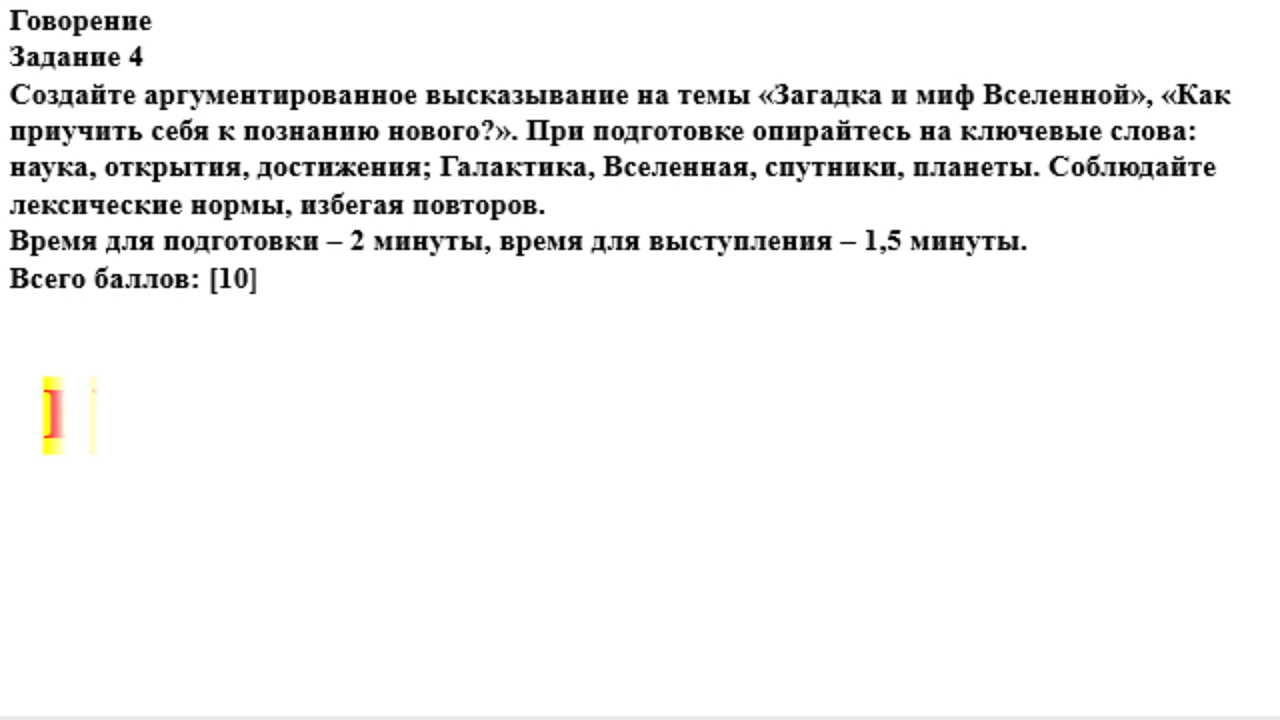 Говорение
Задание 4
Создайте аргументированное высказывание на темы «Загадка и миф Вселенной», «Как
приучить себя к познанию нового?». При подготовке опирайтесь на ключевые слова:
наука, открытия, достижения; Галактика, Вселенная, спутники, планеты. Соблюдайте
лексические нормы, избегая повторов.
Время для подготовки – 2 минуты, время для выступления – 1,5 минуты.
Всего баллов: [10]